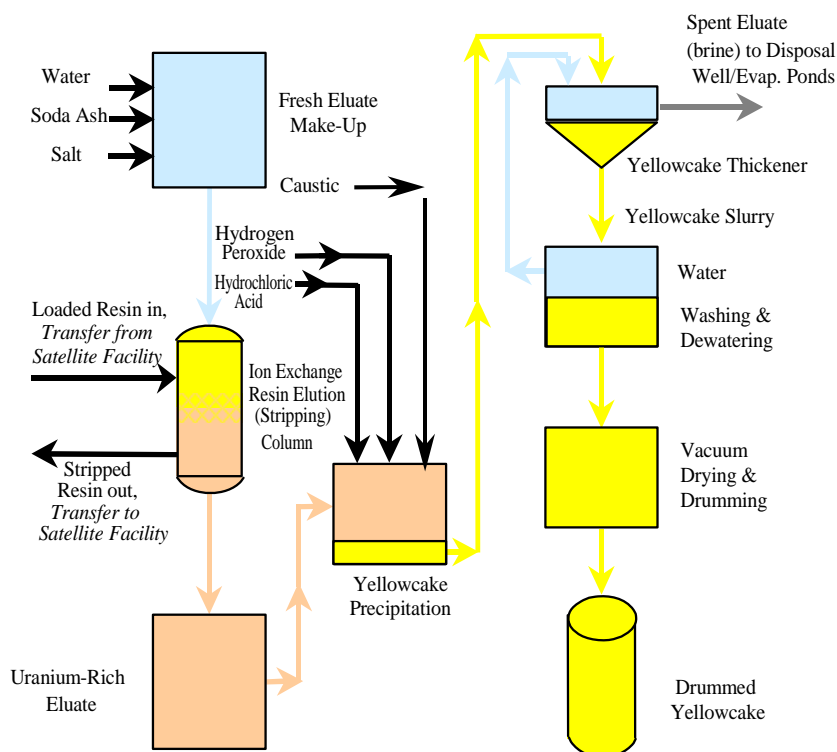 Water
Soda Ash
Salt
Fresh Eluate
Make-Up
Caustic
Hydrogen
Peroxide
Hydrochloric
Acid
Loaded Resin in,
Transfer from
Satellite Facility
Ion Exchange
Resin Elution
(Stripping)
Column
Stripped
Resin out,
Transfer to
Satellite Facility
Uranium-Rich
Eluate
Yellowcake
Precipitation
Spent Eluate
(brine) to Disposal
Well/Evap. Ponds
Yellowcake Thickener
Yellowcake Slurry
Water
Washing &
Dewatering
Vacuum
Drying &
Drumming
Drummed
Yellowcake